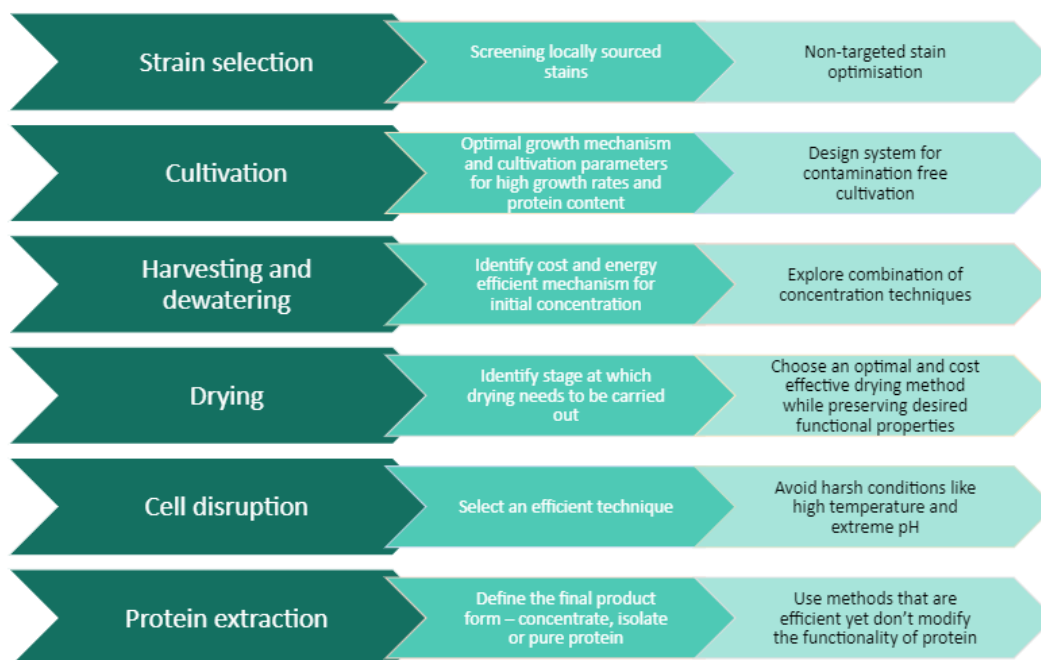 Strain selection
Screening locally sourced
stains
Non-targeted stain
optimisation
Cultivation
Optimal growth mechanism
and cultivation parameters
for high growth rates and
protein content
Design system for
contamination free
cultivation
Harvesting and
dewatering
Identify cost and energy
efficient mechanism for
initial concentration
Explore combination of
concentration techniques
Drying
Identify stage at which
drying needs to be carried
out
Choose an optimal and cost
effective drying method
while preserving desired
functional properties
Cell disruption
Select an efficient technique
Avoid harsh conditions like
high temperature and
extreme pH
Protein extraction
Define the final product
form – concentrate, isolate
or pure protein
Use methods that are
efficient yet don’t modify
the functionality of protein